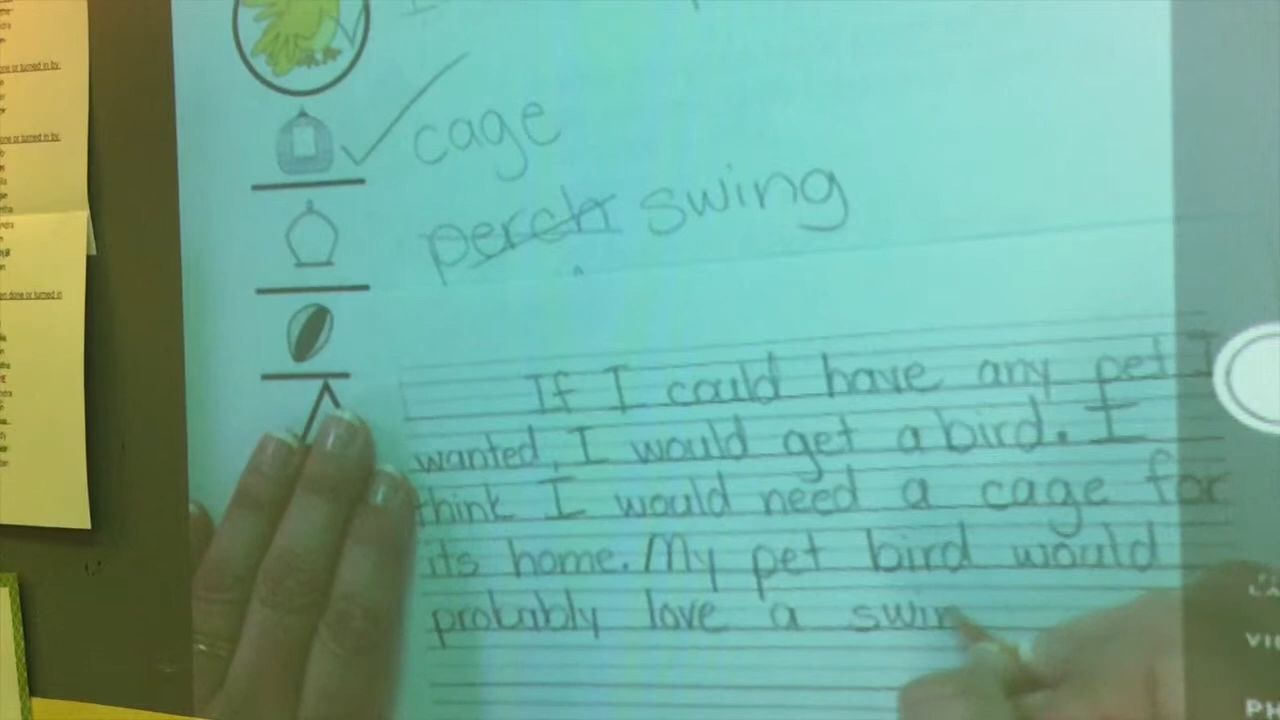 cage
perch swing
If I could have any pet I
wanted, I would get a bird. I
think I would need a cage for
its home. My pet bird would
probably love a swin